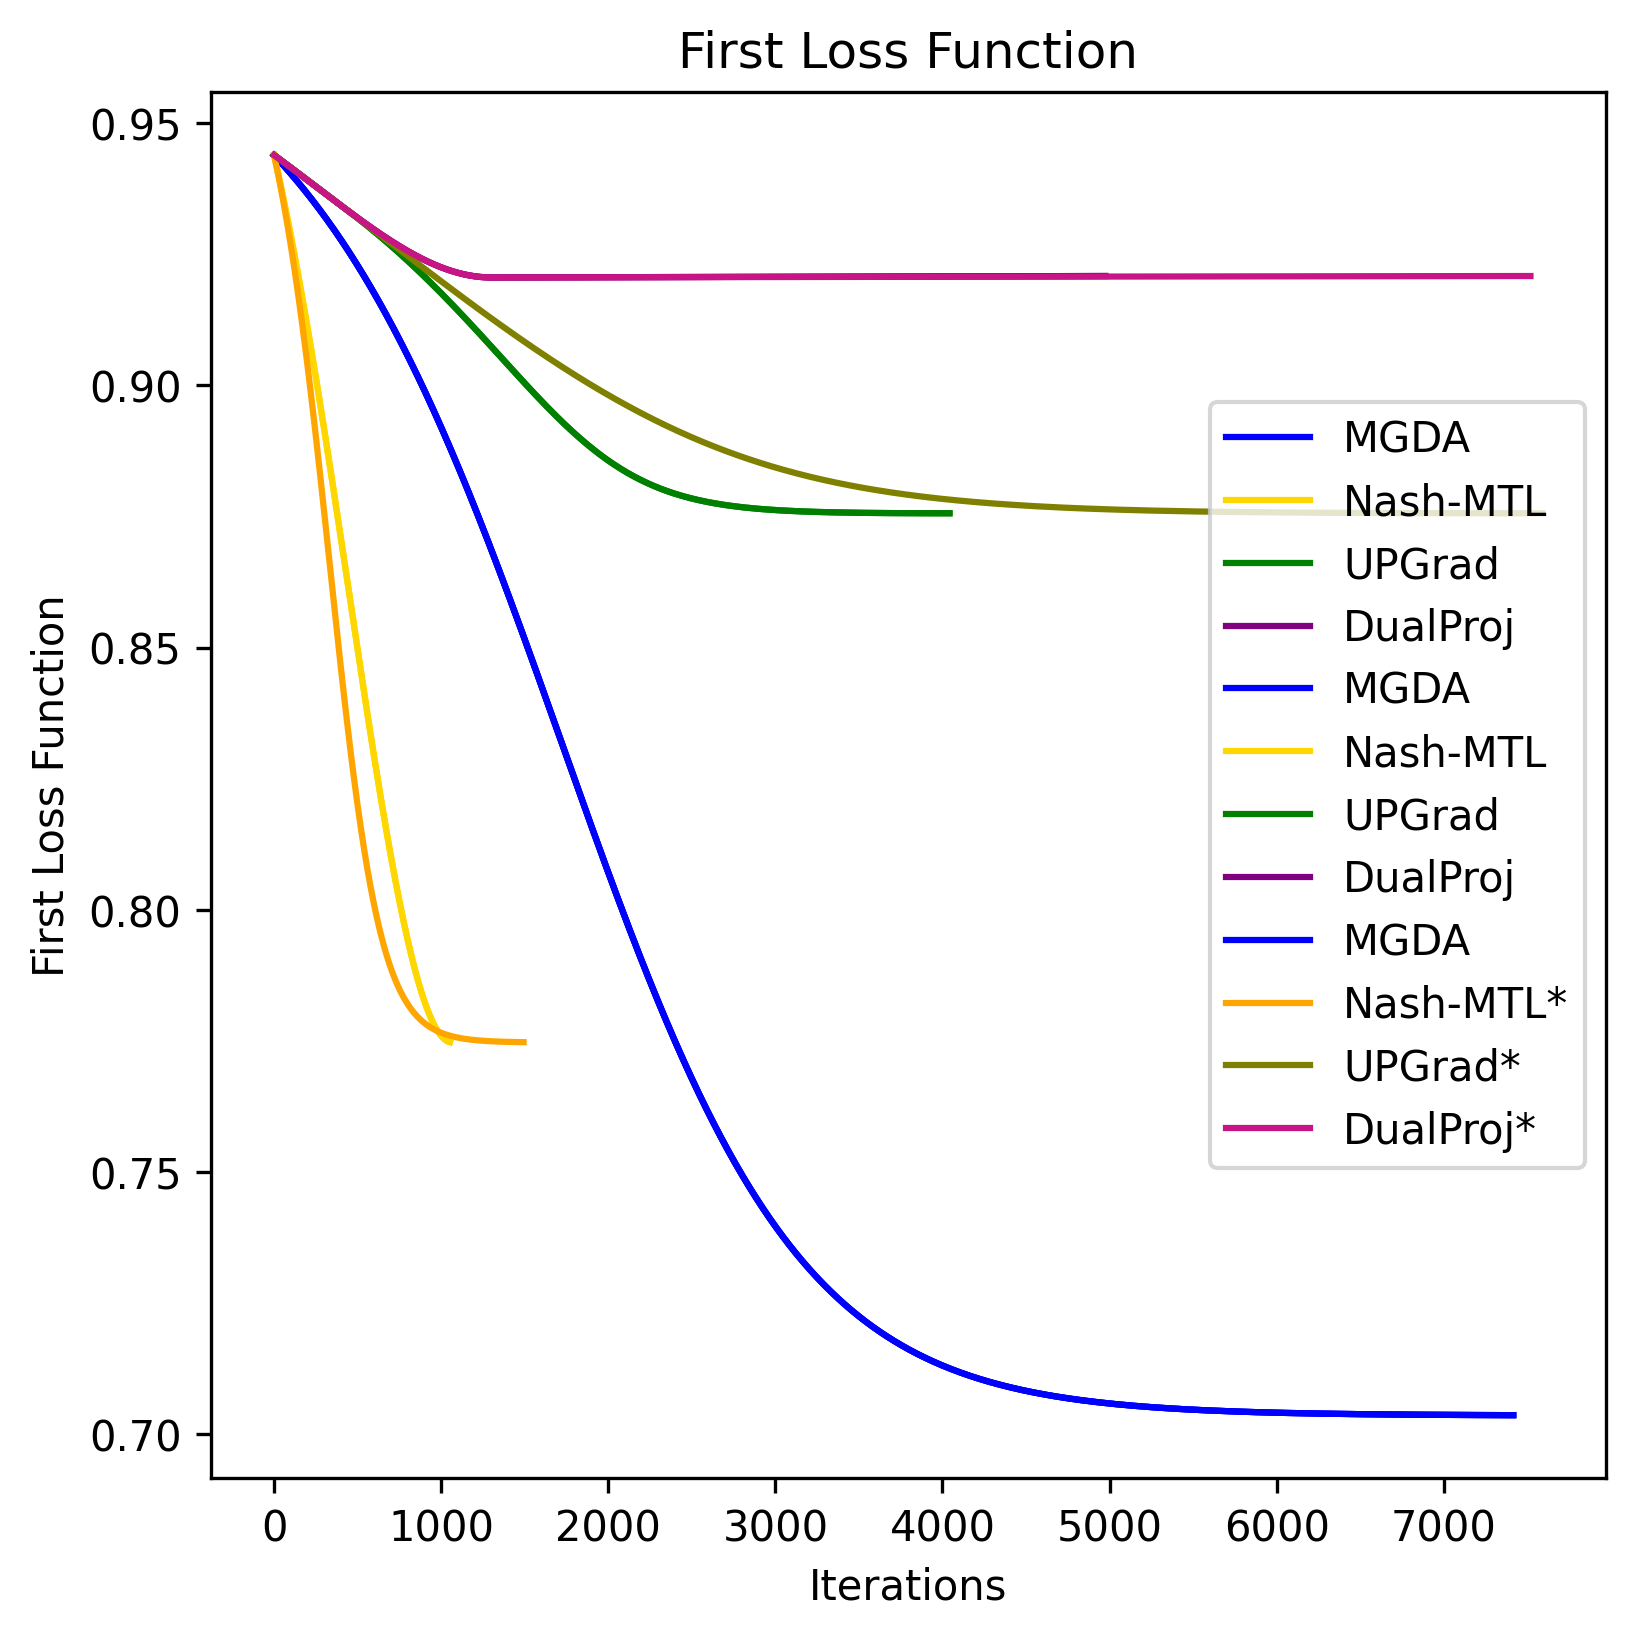 First Loss Function
0.95
0.90
0.85
0.80
0.75
0.70
First Loss Function
MGDA
Nash-MTL
UPGrad
DualProj
MGDA
Nash-MTL
UPGrad
DualProj
MGDA
Nash-MTL*
UPGrad*
DualProj*
0 1000 2000 3000 4000 5000 6000 7000
Iterations